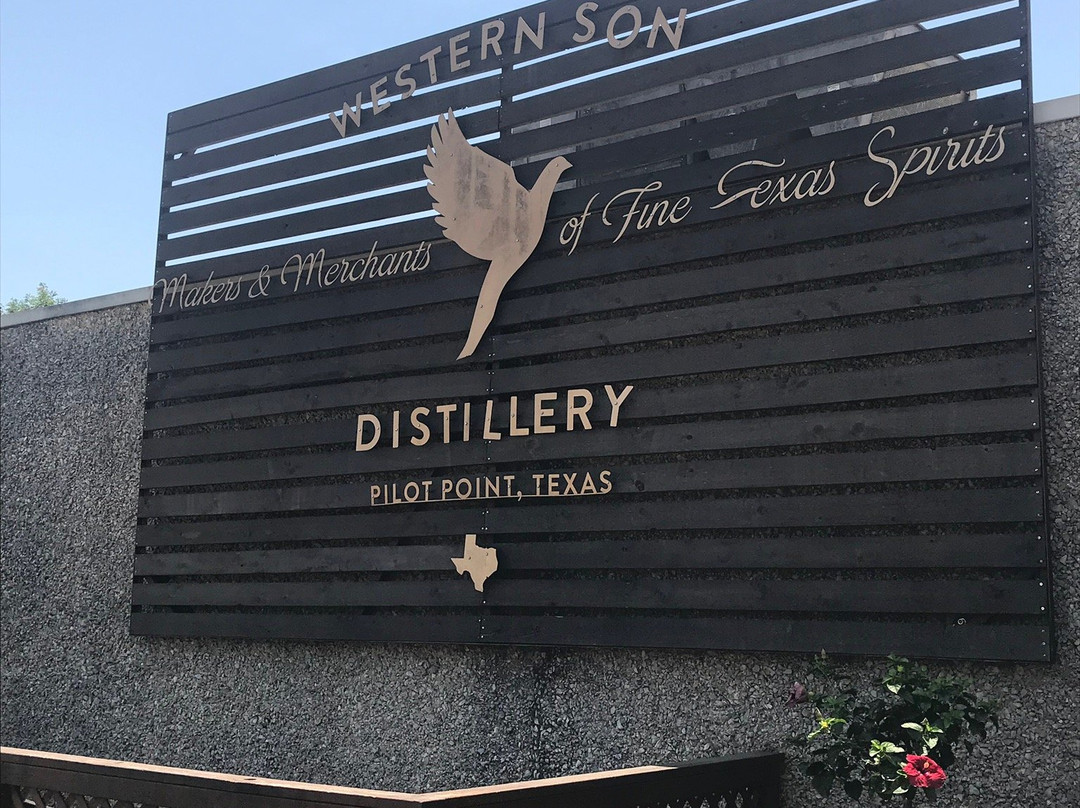 WESTERN SON
Makers & Merchants of Fine Texas Spirits
DISTILLERY
PILOT POINT, TEXAS